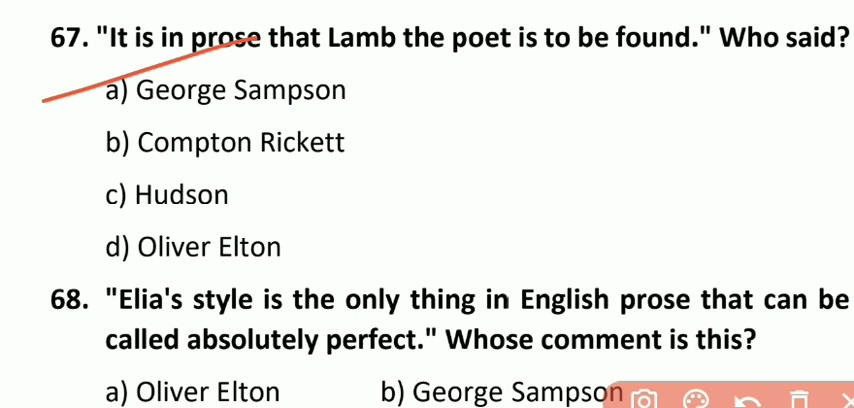 67. "It is in prose that Lamb the poet is to be found." Who said?
a) George Sampson
b) Compton Rickett
c) Hudson
d) Oliver Elton
68. "Elia's style is the only thing in English prose that can be
called absolutely perfect." Whose comment is this?
a) Oliver Elton b) George Sampson